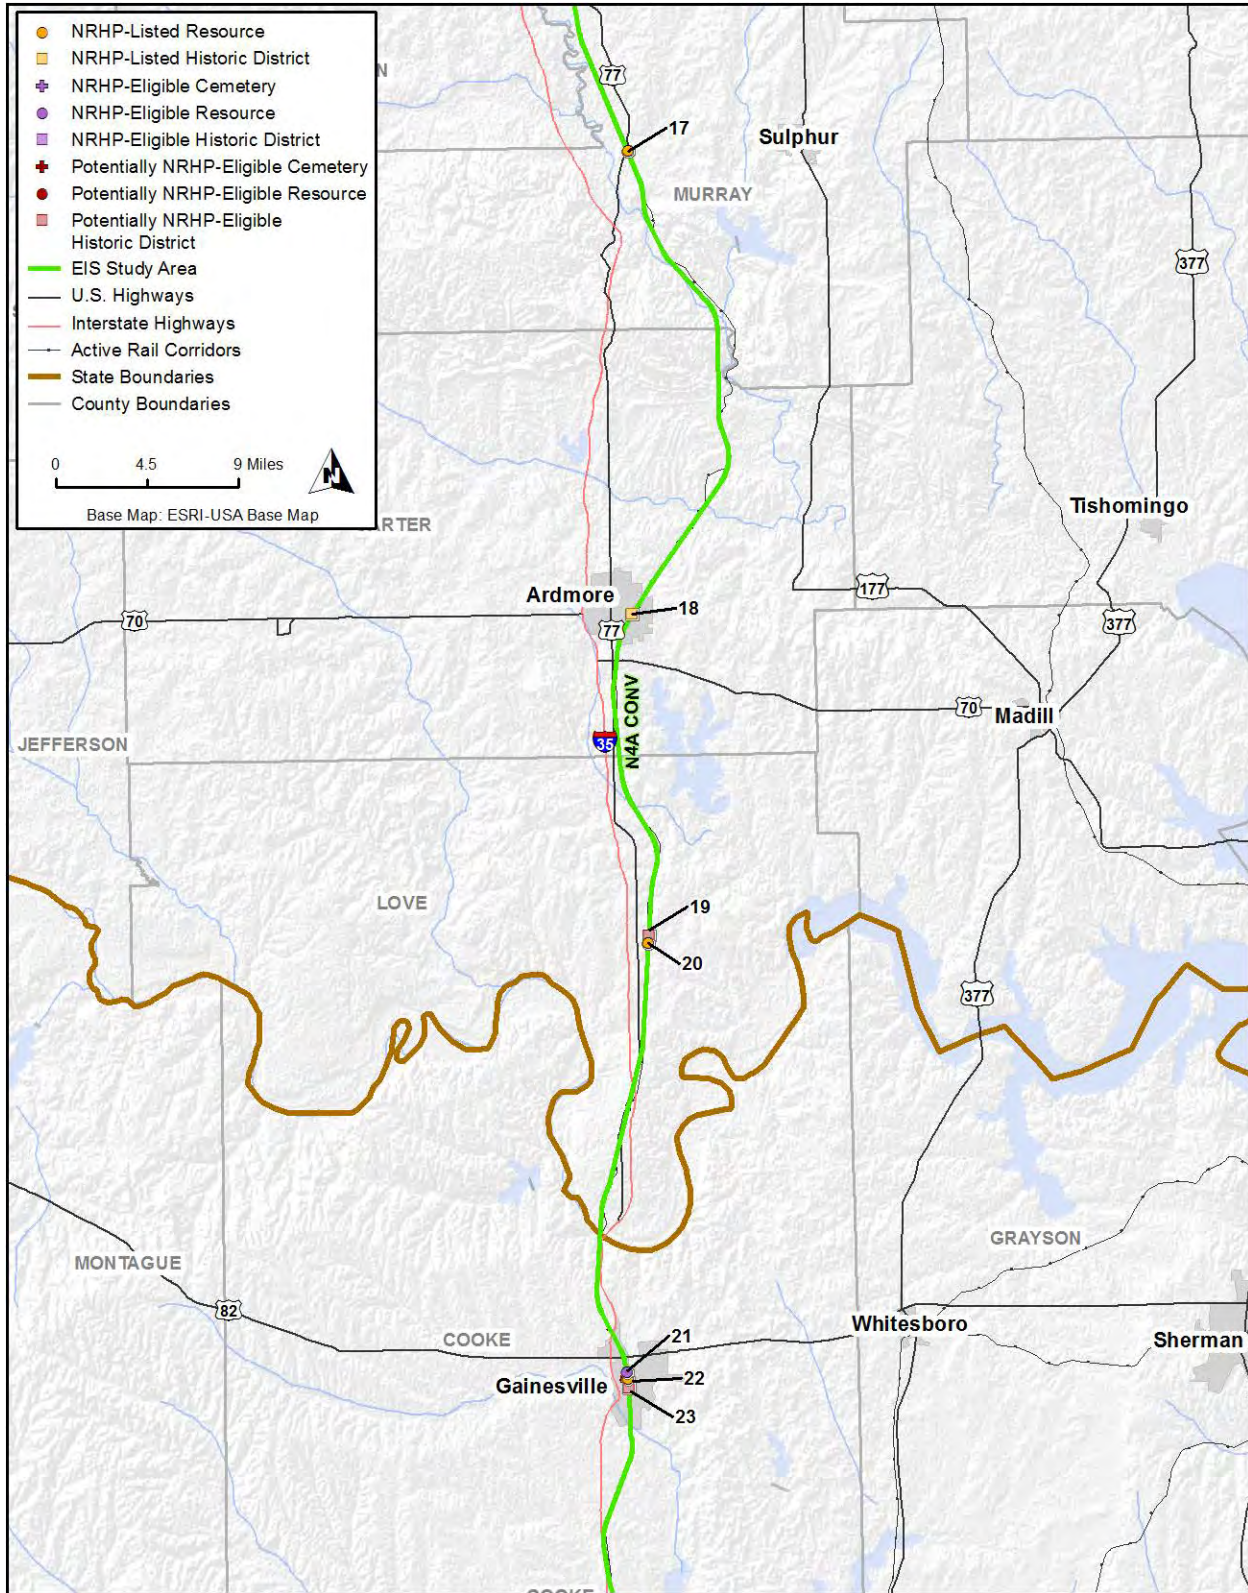 NRHP-Listed Resource
NRHP-Listed Historic District
NRHP-Eligible Cemetery
NRHP-Eligible Resource
NRHP-Eligible Historic District
Potentially NRHP-Eligible Cemetery
Potentially NRHP-Eligible Resource
Potentially NRHP-Eligible
Historic District
EIS Study Area
U.S. Highways
Interstate Highways
Active Rail Corridors
State Boundaries
County Boundaries
0 4.5 9 Miles
N
Base Map: ESRI-USA Base Map
N
77
17
Sulphur
MURRAY
377
Tishomingo
ARTER
Ardmore
177
18
70
77
377
N4A CONV
70
Madill
35
JEFFERSON
LOVE
19
20
377
MONTAGUE
GRAYSON
82
COOKE
21
Whitesboro
Sherman
Gainesville
22
23